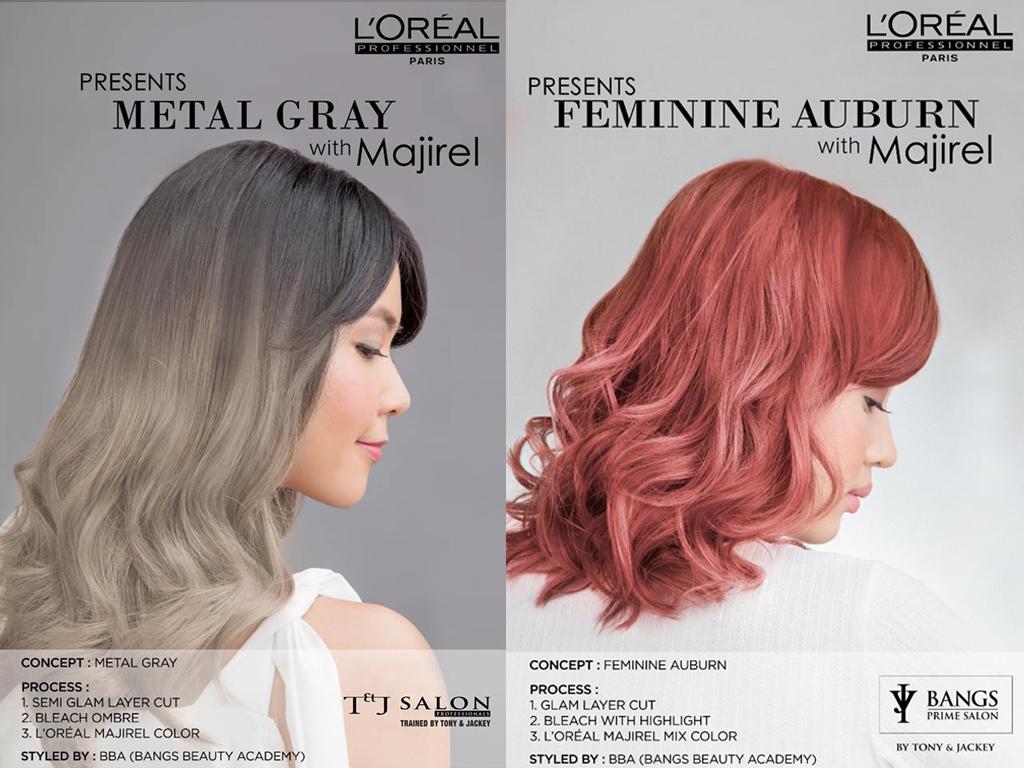 L'ORÉAL
PROFESSIONNEL
PARIS
PRESENTS
METAL GRAY
with Majirel
CONCEPT : METAL GRAY
PROCESS :
1. SEMI GLAM LAYER CUT
2. BLEACH OMBRE
3. L'ORÉAL MAJIREL COLOR
STYLED BY : BBA (BANGS BEAUTY ACADEMY)
T&J SALON
PROFESSIONALS
TRAINED BY TONY & JACKEY
L'ORÉAL
PROFESSIONNEL
PARIS
PRESENTS
FEMININE AUBURN
with Majirel
CONCEPT : FEMININE AUBURN
PROCESS :
1. GLAM LAYER CUT
2. BLEACH WITH HIGHLIGHT
3. L'ORÉAL MAJIREL MIX COLOR
STYLED BY : BBA (BANGS BEAUTY ACADEMY)
BANGS
PRIME SALON
BY TONY & JACKEY